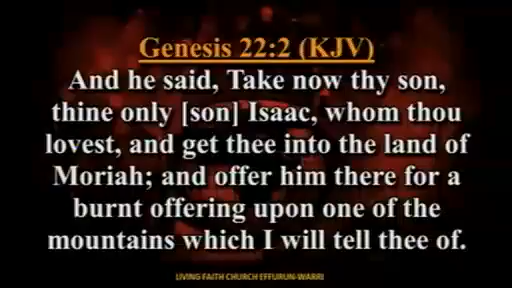 Genesis 22:2 (KJV)
And he said, Take now thy son,
thine only [son] Isaac, whom thou
lovest, and get thee into the land of
Moriah; and offer him there for a
burnt offering upon one of the
mountains which I will tell thee of.
LIVING FAITH CHURCH EFFURUN-WARRI